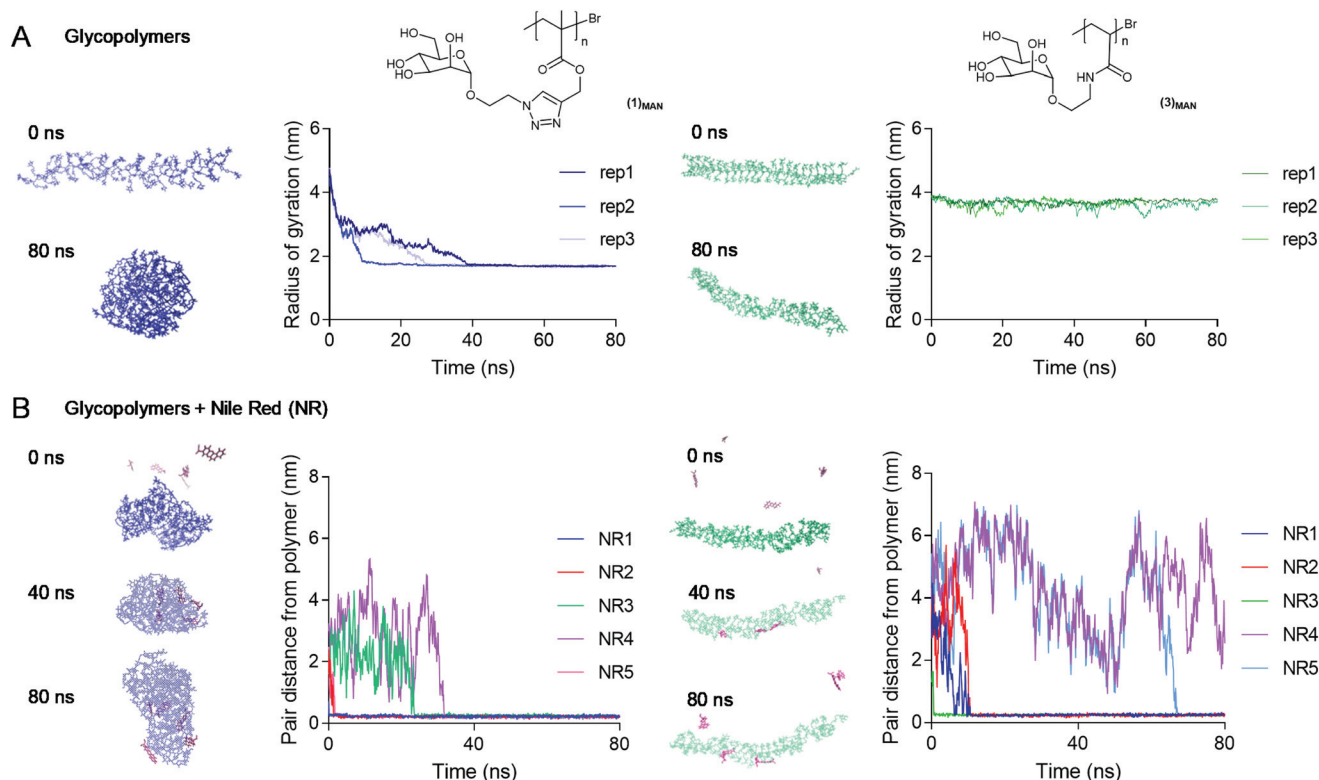 A Glycopolymers
Br
n
OH
HO
HO
HO
OH
O
O
O
O
N
N
N
(1)MAN
0 ns
80 ns
Radius of gyration (nm)
6
4
2
0
0 20 40 60 80
Time (ns)
rep1
rep2
rep3
Br
n
HO
OH
O
HO
HO
O
HN
O
(3)MAN
0 ns
80 ns
Radius of gyration (nm)
6
4
2
0
0 20 40 60 80
Time (ns)
rep1
rep2
rep3
B Glycopolymers + Nile Red (NR)
0 ns
40 ns
80 ns
Pair distance from polymer (nm)
8
6
4
2
0
0 40 80
Time (ns)
NR1
NR2
NR3
NR4
NR5
0 ns
40 ns
80 ns
Pair distance from polymer (nm)
8
6
4
2
0
0 40 80
Time (ns)
NR1
NR2
NR3
NR4
NR5